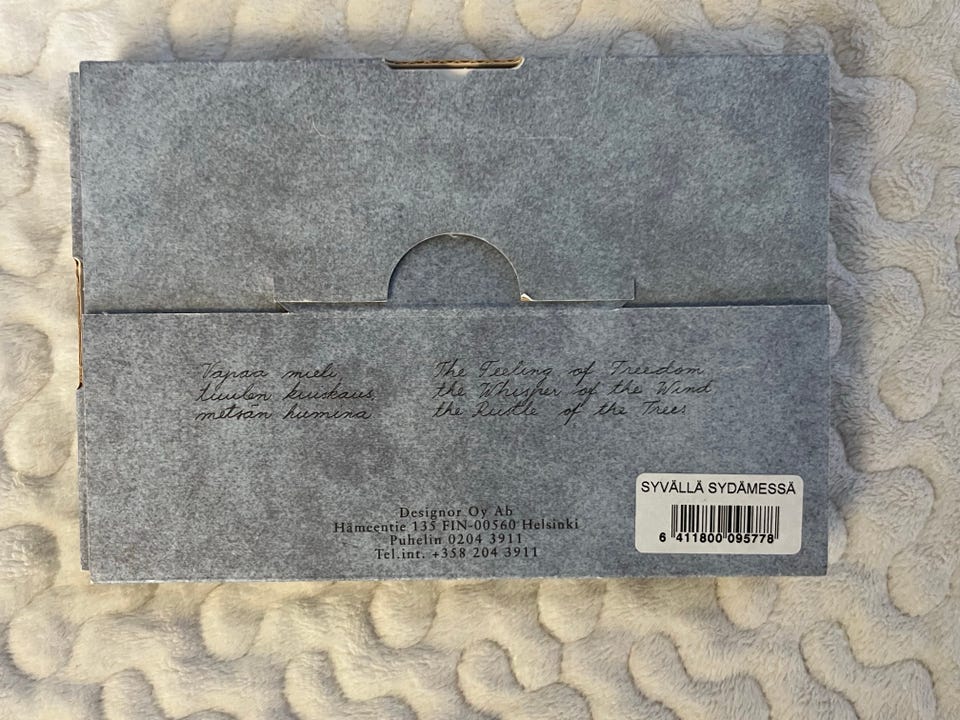 Vapaa mieli
tuulen kuiskaus
metsän humina
The Feeling of Freedom
the Whisper of the Wind
the Rustle of the Trees
SYVÄLLÄ SYDÄMESSÄ
6 411800 095778
Designor Oy Ab
Hämeentie 135 FIN-00560 Helsinki
Puhelin 0204 3911
Tel.int. +358 204 3911